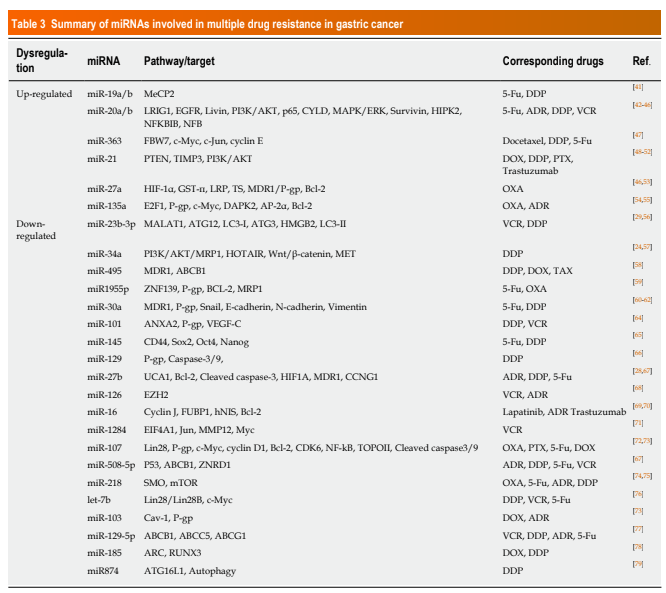 Table 3 Summary of miRNAs involved in multiple drug resistance in gastric cancer
Dysregula-
tion miRNA Pathway/target Corresponding drugs Ref.
Up-regulated miR-19a/b MeCP2 5-Fu, DDP [41]
miR-20a/b LRIG1, EGFR, Livin, PI3K/AKT, p65, CYLD, MAPK/ERK, Survivin, HIPK2, 5-Fu, ADR, DDP, VCR [42-46]
NFKBIB, NFB
miR-363 FBW7, c-Myc, c-Jun, cyclin E Docetaxel, DDP, 5-Fu [47]
miR-21 PTEN, TIMP3, PI3K/AKT DOX, DDP, PTX, [48-52]
Trastuzumab
miR-27a HIF-1α, GST-π, LRP, TS, MDR1/P-gp, Bcl-2 OXA [46,53]
miR-135a E2F1, P-gp, c-Myc, DAPK2, AP-2α, Bcl-2 OXA, ADR [54,55]
Down- miR-23b-3p MALAT1, ATG12, LC3-I, ATG3, HMGB2, LC3-II VCR, DDP [29,56]
regulated
miR-34a PI3K/AKT/MRP1, HOTAIR, Wnt/β-catenin, MET DDP [24,57]
miR-495 MDR1, ABCB1 DDP, DOX, TAX [58]
miR1955p ZNF139, P-gp, BCL-2, MRP1 5-Fu, OXA [59]
miR-30a MDR1, P-gp, Snail, E-cadherin, N-cadherin, Vimentin 5-Fu, DDP [60-62]
miR-101 ANXA2, P-gp, VEGF-C DDP, VCR [64]
miR-145 CD44, Sox2, Oct4, Nanog 5-Fu, DDP [65]
miR-129 P-gp, Caspase-3/9, DDP [66]
miR-27b UCA1, Bcl-2, Cleaved caspase-3, HIF1A, MDR1, CCNG1 ADR, DDP, 5-Fu [28,67]
miR-126 EZH2 VCR, ADR [68]
miR-16 Cyclin J, FUBP1, hNIS, Bcl-2 Lapatinib, ADR Trastuzumab [69,70]
miR-1284 EIF4A1, Jun, MMP12, Myc VCR [71]
miR-107 Lin28, P-gp, c-Myc, cyclin D1, Bcl-2, CDK6, NF-kB, TOPOII, Cleaved caspase3/9 OXA, PTX, 5-Fu, DOX [72,73]
miR-508-5p P53, ABCB1, ZNRD1 ADR, DDP, 5-Fu, VCR [67]
miR-218 SMO, mTOR OXA, 5-Fu, ADR, DDP [74,75]
let-7b Lin28/Lin28B, c-Myc DDP, VCR, 5-Fu [76]
miR-103 Cav-1, P-gp DOX, ADR [73]
miR-129-5p ABCB1, ABCC5, ABCG1 VCR, DDP, ADR, 5-Fu [77]
miR-185 ARC, RUNX3 DOX, DDP [78]
miR874 ATG16L1, Autophagy DDP [79]